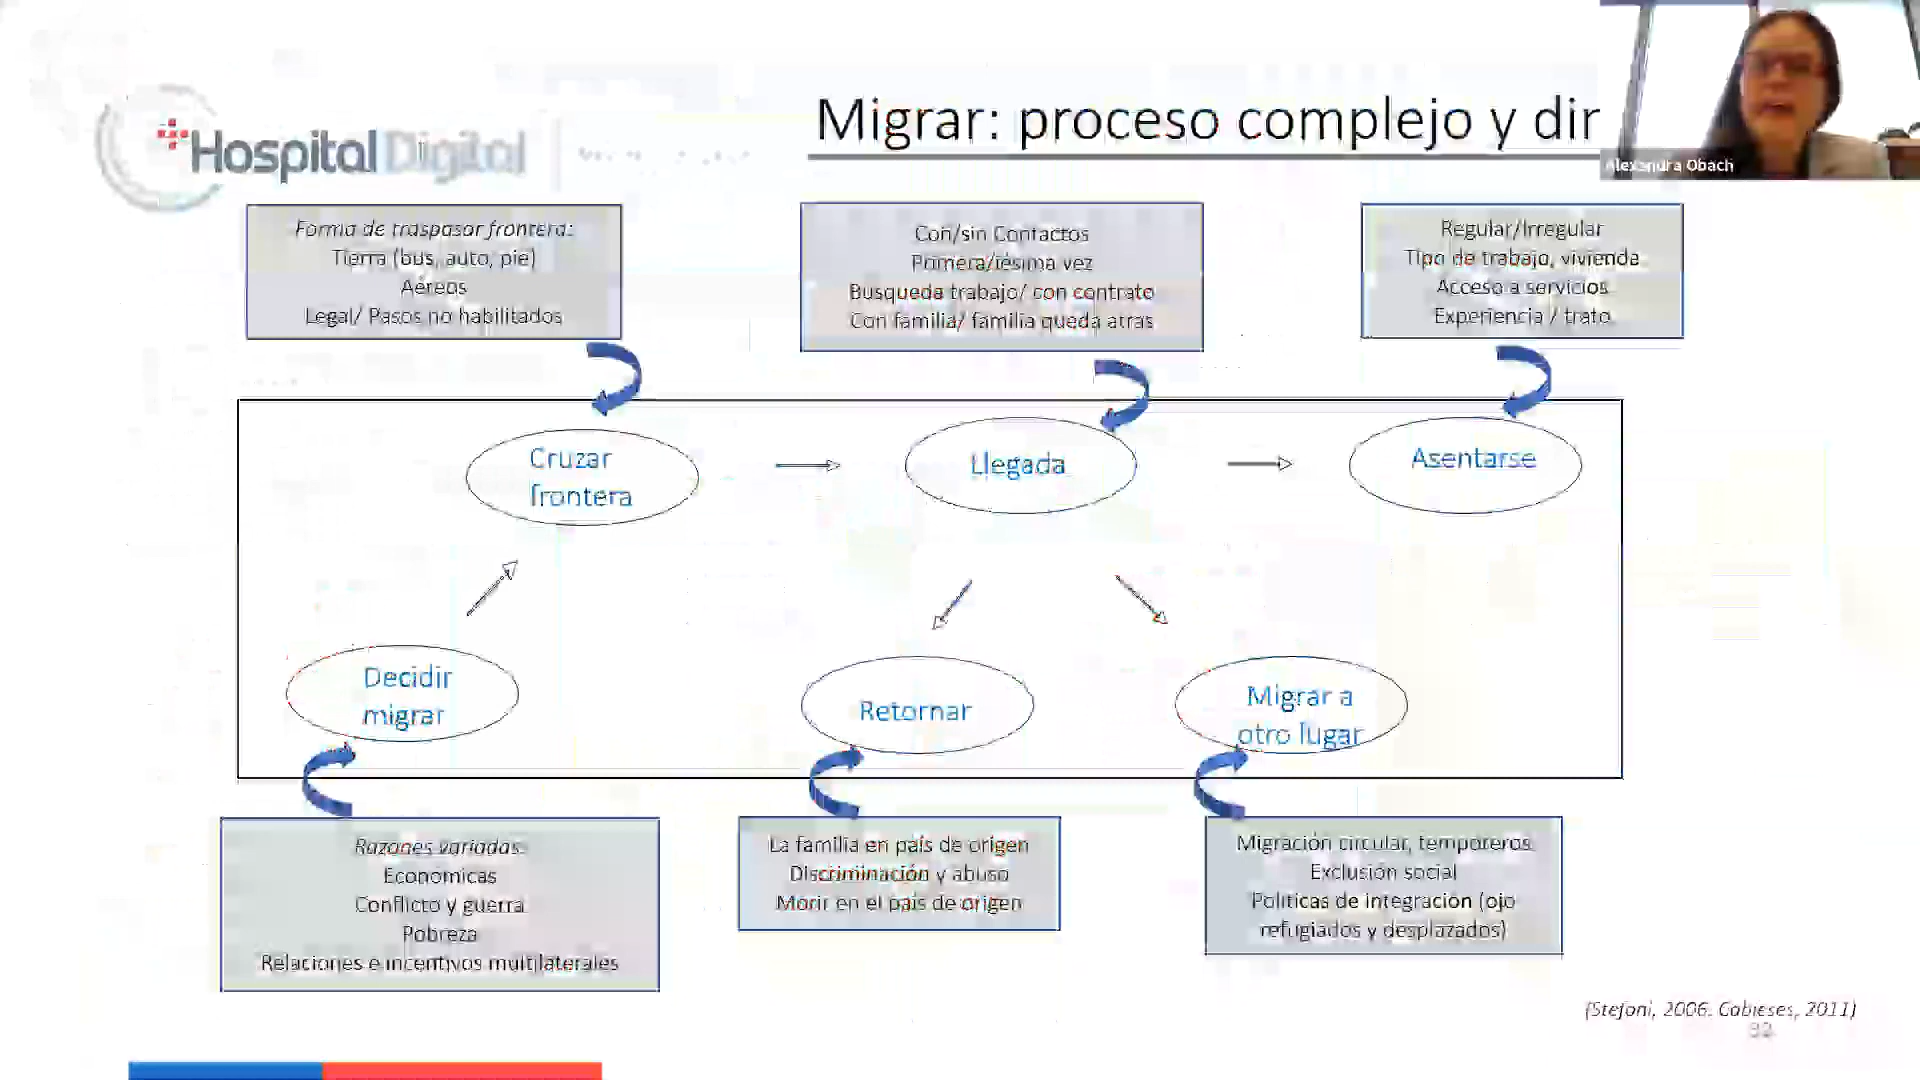 Hospital Digital
Migrar: proceso complejo y dir
Alexandra Obach
Forma de traspasar frontera:
Tierra (bus, auto, pie)
Aéreos
Legal/ Pasos no habilitados
Con/sin Contactos
Primera/iésima vez
Busqueda trabajo/ con contrato
Con familia/ familia queda atras
Regular/Irregular
Tipo de trabajo, vivienda
Acceso a servicios
Experiencia / trato
Cruzar
frontera
Llegada
Asentarse
Decidir
migrar
Retornar
Migrar a
otro lugar
Razones variadas:
Economicas
Conflicto y guerra
Pobreza
Relaciones e incentivos multilaterales
La familia en país de origen
Discriminación y abuso
Morir en el país de origen
Migración circular, temporeros
Exclusión social
Políticas de integración (ojo
refugiados y desplazados)
(Stefoni, 2006. Cabieses, 2011)